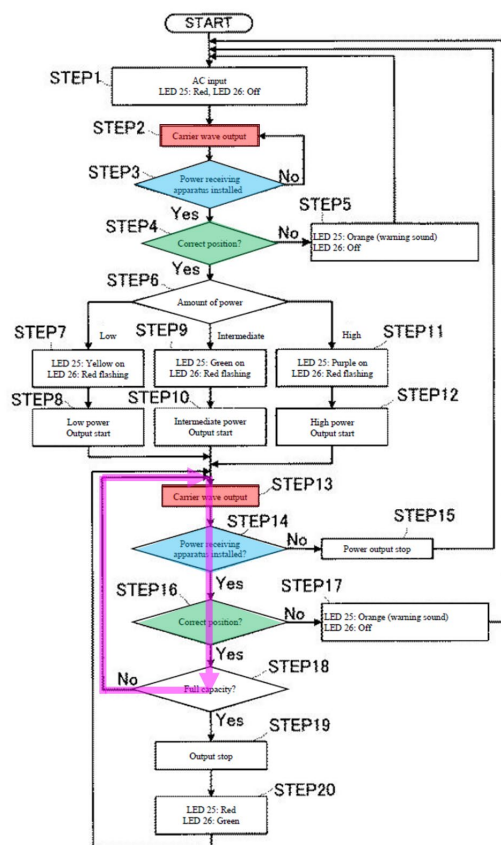 START
STEP1
AC input
LED 25: Red, LED 26: Off
STEP2
Carrier wave output
STEP3
Power receiving
apparatus installed
No
Yes
STEP4
Correct position?
No
STEP5
LED 25: Orange (warning sound)
LED 26: Off
Yes
STEP6
Amount of power
STEP7
Low
STEP9
Intermediate
High
STEP11
LED 25: Yellow on
LED 26: Red flashing
LED 25: Green on
LED 26: Red flashing
LED 25: Purple on
LED 26: Red flashing
STEP8
STEP10
STEP12
Low power
Output start
Intermediate power
Output start
High power
Output start
STEP13
Carrier wave output
STEP14
Power receiving
apparatus installed?
No
STEP15
Power output stop
Yes
STEP16
Correct position?
No
STEP17
LED 25: Orange (warning sound)
LED 26: Off
Yes
STEP18
No
Full capacity?
Yes
STEP19
Output stop
STEP20
LED 25: Red
LED 26: Green